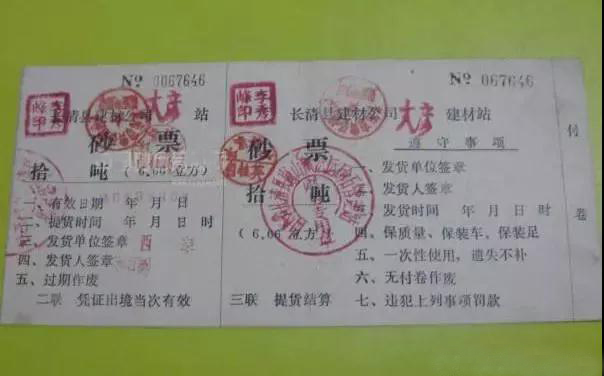 № 0067646
长清县建材公司 大彦 站
砂 票
拾 吨 (6.66立方)
一、有效日期 年 月 日
二、提货时间 年 月 日 时
三、发货单位签章
四、发货人签章
五、过期作废
二联 凭证出境当次有效
№ 067646
长清县建材公司 大彦 建材站
砂 票
拾 吨
(6.66立方)
三联 提货结算
遵守事项
一、发货单位签章
二、发货人签章
三、发货时间 年 月 日 时
四、保质量、保装车、保装足
五、一次性使用，遗失不补
六、无付卷作废
七、违犯上列事项罚款
付
卷